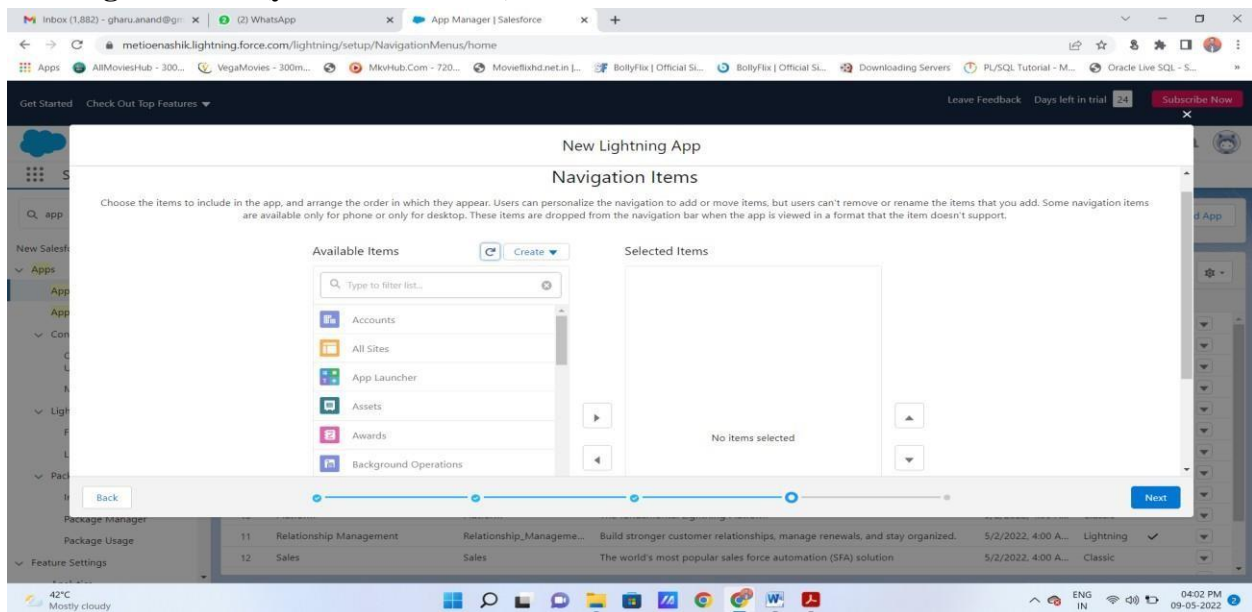 Inbox (1,882) - gharu.anand@gm
(2) WhatsApp
App Manager | Salesforce
metioenashik.lightning.force.com/lightning/setup/NavigationMenus/home
Apps
AllMoviesHub - 300...
VegaMovies - 300m...
MkvHub.Com - 720...
Movieflixhd.net.in |...
BollyFlix | Official Si...
BollyFlix | Official Si...
Downloading Servers
PL/SQL Tutorial - M...
Oracle Live SQL - S...
Get Started Check Out Top Features
Leave Feedback Days left in trial 24 Subscribe Now
New Lightning App
Navigation Items
Choose the items to include in the app, and arrange the order in which they appear. Users can personalize the navigation to add or move items, but users can't remove or rename the items that you add. Some navigation items
are available only for phone or only for desktop. These items are dropped from the navigation bar when the app is viewed in a format that the item doesn't support.
app
d App
New Salesf
Apps
App
App
Con
Ligh
Pack
Package Manager
Package Usage
Feature Settings
Available Items
Create
Selected Items
Type to filter list...
Accounts
All Sites
App Launcher
Assets
Awards
Background Operations
No items selected
Back
Next
11 Relationship Management Relationship_Manageme... Build stronger customer relationships, manage renewals, and stay organized. 5/2/2022, 4:00 A... Lightning
12 Sales Sales The world's most popular sales force automation (SFA) solution 5/2/2022, 4:00 A... Classic
42°C
Mostly cloudy
ENG
IN
04:02 PM
09-05-2022
2